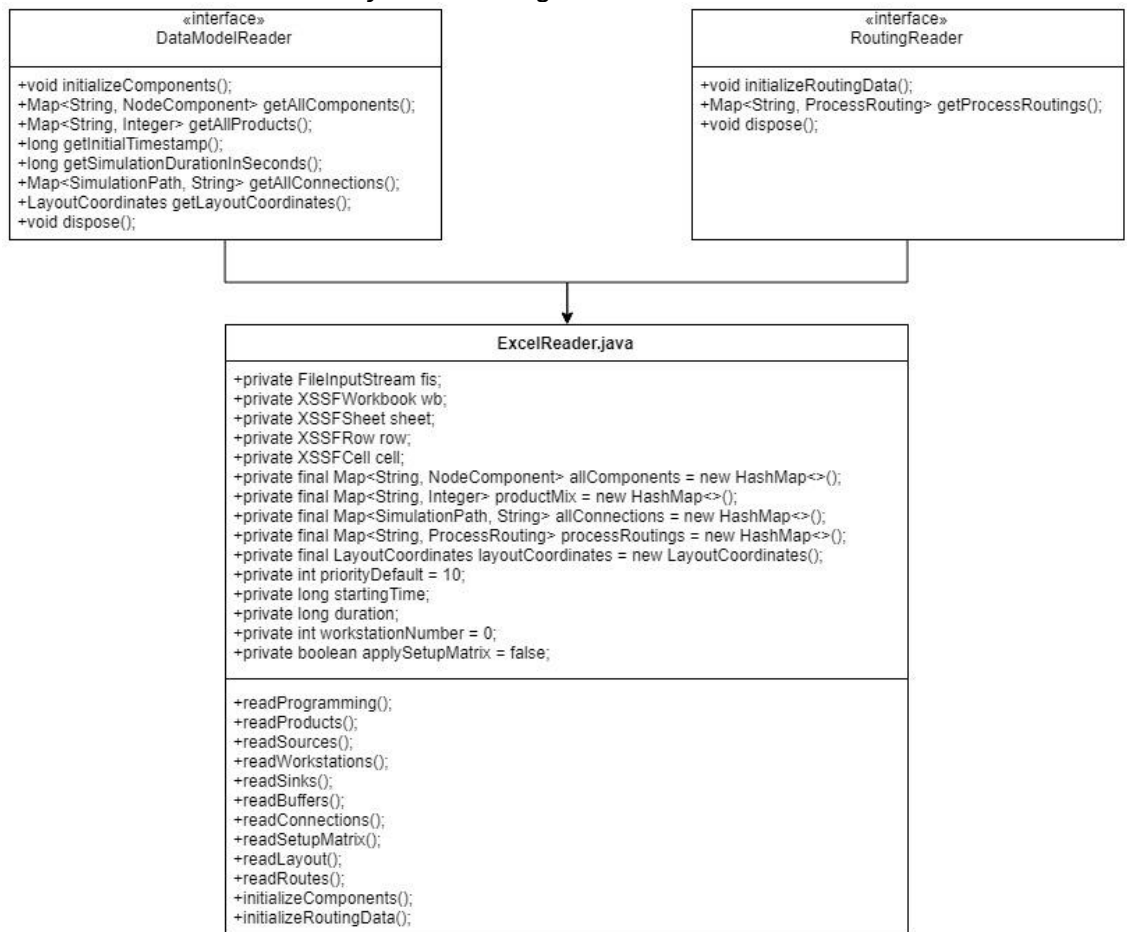 «interface»
DataModelReader
+void initializeComponents();
+Map<String, NodeComponent> getAllComponents();
+Map<String, Integer> getAllProducts();
+long getInitialTimestamp();
+long getSimulationDurationInSeconds();
+Map<SimulationPath, String> getAllConnections();
+LayoutCoordinates getLayoutCoordinates();
+void dispose();
«interface»
RoutingReader
+void initializeRoutingData();
+Map<String, ProcessRouting> getProcessRoutings();
+void dispose();
ExcelReader.java
+private FileInputStream fis;
+private XSSFWorkbook wb;
+private XSSFSheet sheet;
+private XSSFRow row;
+private XSSFCell cell;
+private final Map<String, NodeComponent> allComponents = new HashMap<>();
+private final Map<String, Integer> productMix = new HashMap<>();
+private final Map<SimulationPath, String> allConnections = new HashMap<>();
+private final Map<String, ProcessRouting> processRoutings = new HashMap<>();
+private final LayoutCoordinates layoutCoordinates = new LayoutCoordinates();
+private int priorityDefault = 10;
+private long startingTime;
+private long duration;
+private int workstationNumber = 0;
+private boolean applySetupMatrix = false;
+readProgramming();
+readProducts();
+readSources();
+readWorkstations();
+readSinks();
+readBuffers();
+readConnections();
+readSetupMatrix();
+readLayout();
+readRoutes();
+initializeComponents();
+initializeRoutingData();